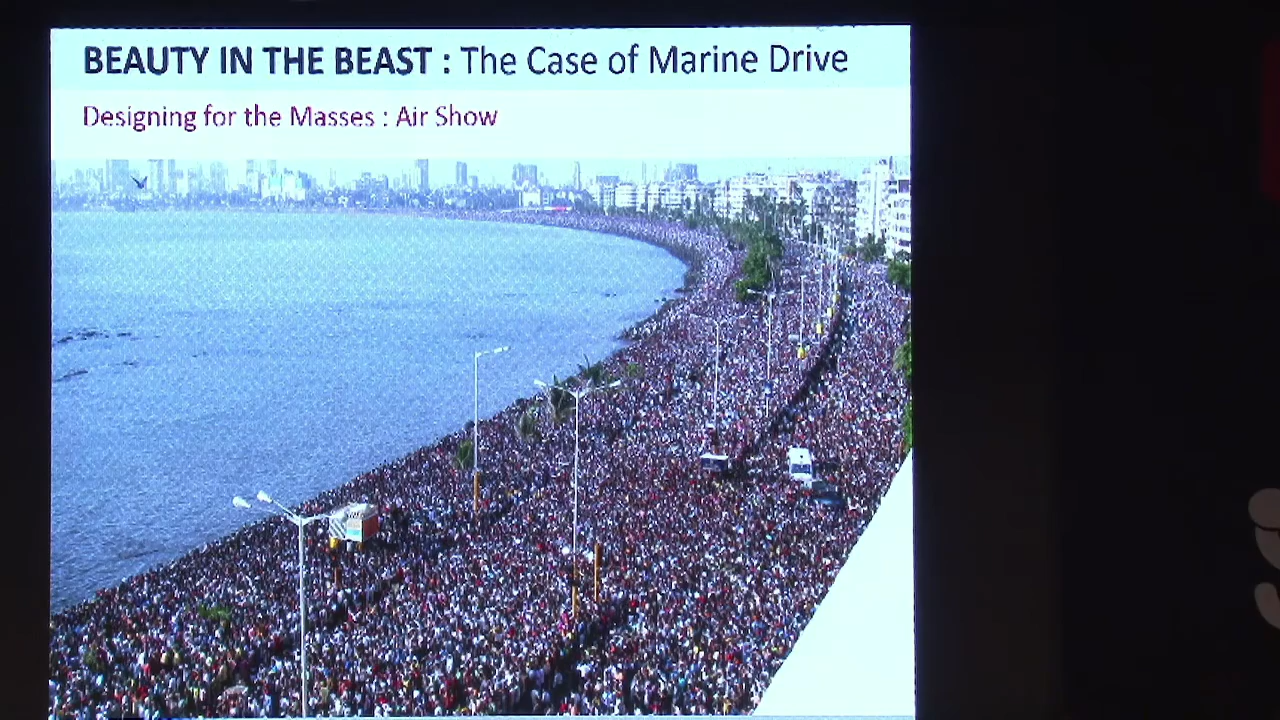 BEAUTY IN THE BEAST : The Case of Marine Drive
Designing for the Masses : Air Show